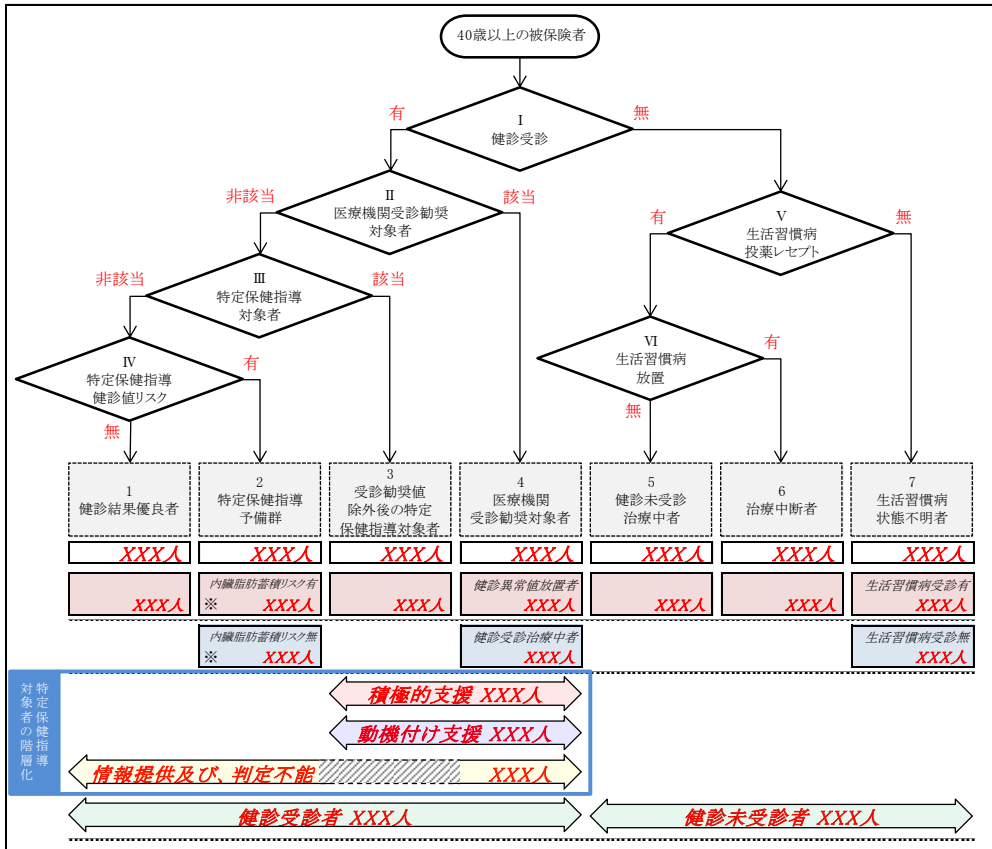 40歳以上の被保険者
Ⅰ
健診受診
有
無
Ⅱ
医療機関受診勧奨
対象者
非該当
該当
Ⅴ
生活習慣病
投薬レセプト
有
無
Ⅲ
特定保健指導
対象者
非該当
該当
Ⅵ
生活習慣病
放置
有
無
Ⅳ
特定保健指導
健診値リスク
有
無
1
健診結果優良者
2
特定保健指導
予備群
3
受診勧奨値
除外後の特定
保健指導対象者
4
医療機関
受診勧奨対象者
5
健診未受診
治療中者
6
治療中断者
7
生活習慣病
状態不明者
XXX人
XXX人
XXX人
XXX人
XXX人
XXX人
XXX人
XXX人
内臓脂肪蓄積リスク有
※ XXX人
XXX人
健診異常値放置者
XXX人
XXX人
XXX人
生活習慣病受診有
XXX人
内臓脂肪蓄積リスク無
※ XXX人
健診受診治療中者
XXX人
生活習慣病受診無
XXX人
特定保健指導
対象者の階層化
積極的支援 XXX人
動機付け支援 XXX人
情報提供及び、判定不能 XXX人
健診受診者 XXX人
健診未受診者 XXX人